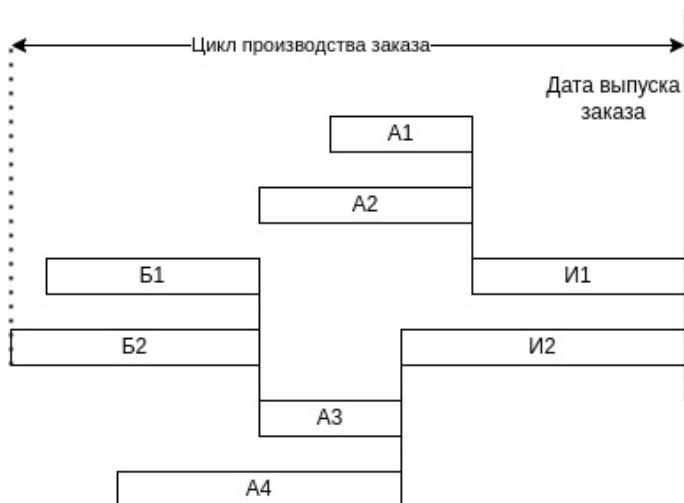 Цикл производства заказа
Дата выпуска
заказа
А1
А2
Б1
И1
Б2
И2
А3
А4